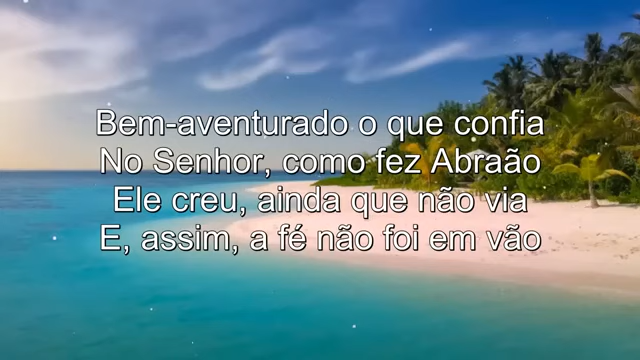 Bem-aventurado o que confia
No Senhor, como fez Abraão
Ele creu, ainda que não via
E, assim, a fé não foi em vão